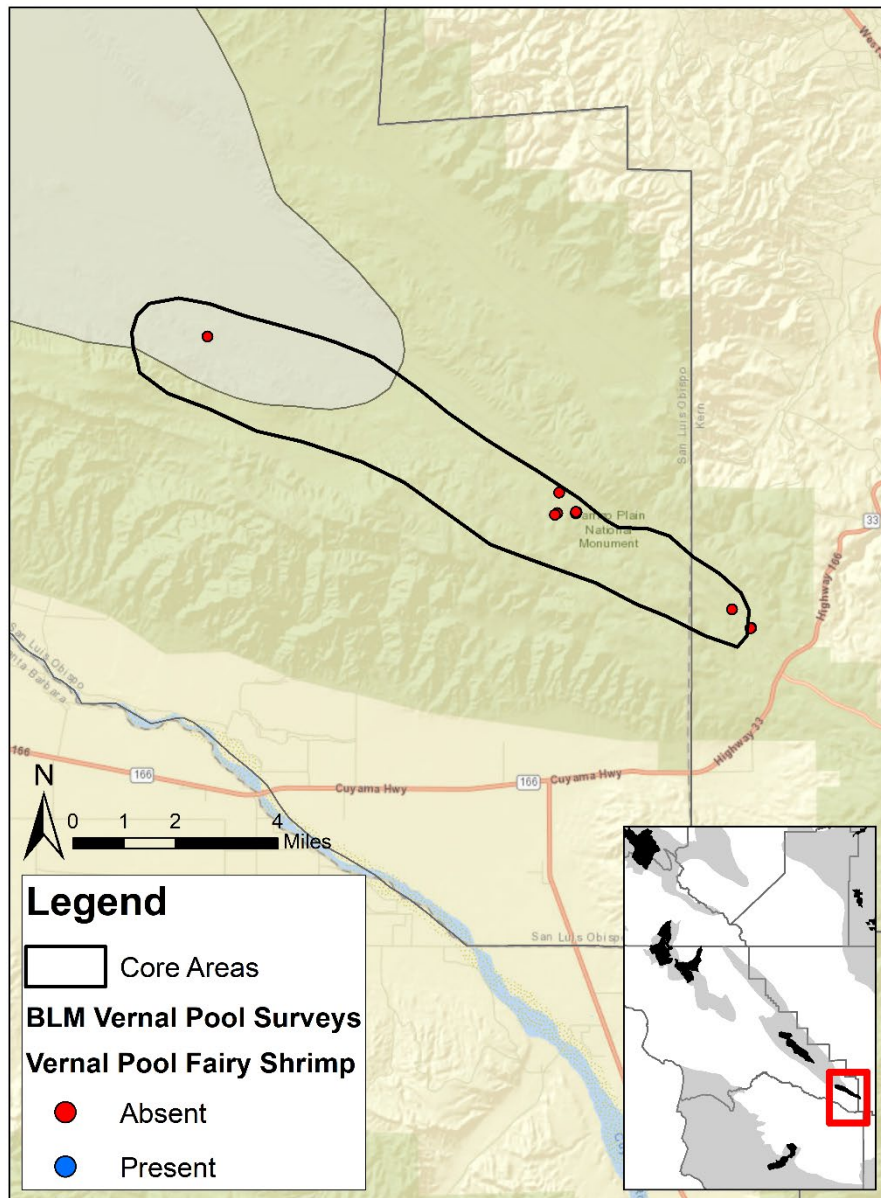 West
San Luis Obispo
Kern
33
Plain
National
Monument
Highway 166
San Luis Obispo
Barbara
Highway 33
166
166
Cuyama Hwy
166
Cuyama Hwy
N
0 1 2 4
Miles
San Luis Obispo
Legend
Core Areas
BLM Vernal Pool Surveys
Vernal Pool Fairy Shrimp
Absent
Present